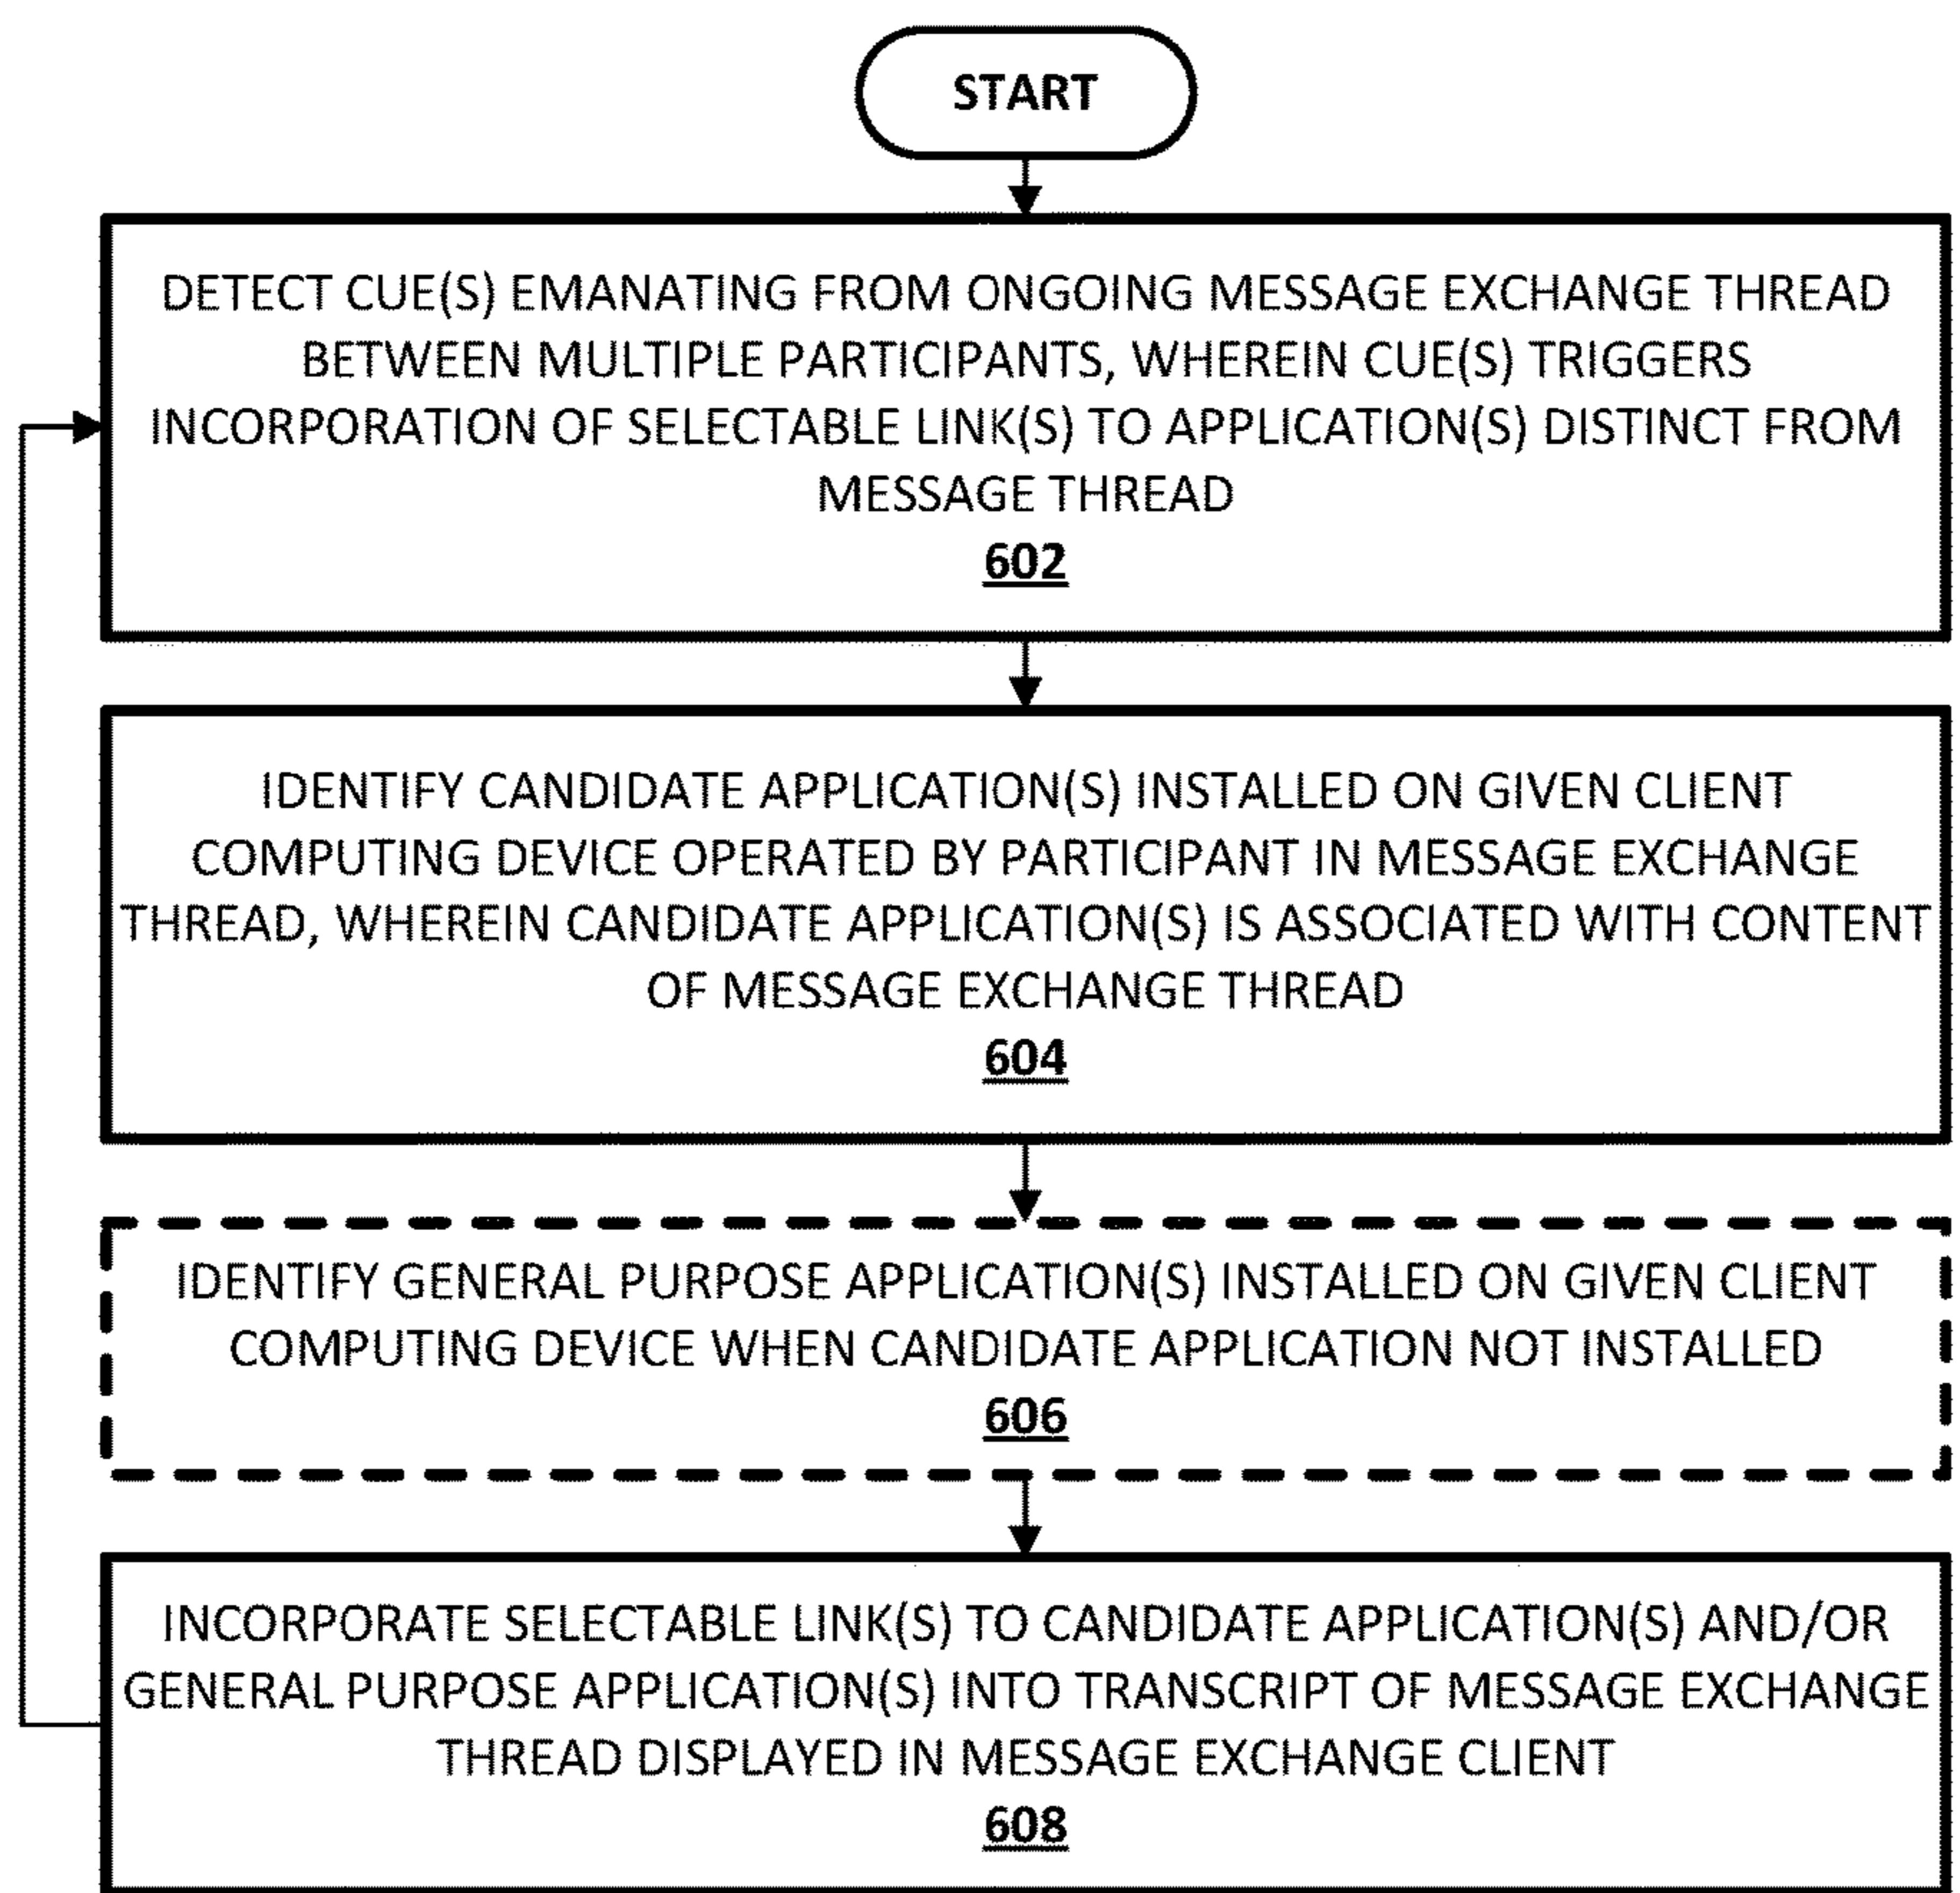 START
DETECT CUE(S) EMANATING FROM ONGOING MESSAGE EXCHANGE THREAD
BETWEEN MULTIPLE PARTICIPANTS, WHEREIN CUE(S) TRIGGERS
INCORPORATION OF SELECTABLE LINK(S) TO APPLICATION(S) DISTINCT FROM
MESSAGE THREAD
602
IDENTIFY CANDIDATE APPLICATION(S) INSTALLED ON GIVEN CLIENT
COMPUTING DEVICE OPERATED BY PARTICIPANT IN MESSAGE EXCHANGE
THREAD, WHEREIN CANDIDATE APPLICATION(S) IS ASSOCIATED WITH CONTENT
OF MESSAGE EXCHANGE THREAD
604
IDENTIFY GENERAL PURPOSE APPLICATION(S) INSTALLED ON GIVEN CLIENT
COMPUTING DEVICE WHEN CANDIDATE APPLICATION NOT INSTALLED
606
INCORPORATE SELECTABLE LINK(S) TO CANDIDATE APPLICATION(S) AND/OR
GENERAL PURPOSE APPLICATION(S) INTO TRANSCRIPT OF MESSAGE EXCHANGE
THREAD DISPLAYED IN MESSAGE EXCHANGE CLIENT
608